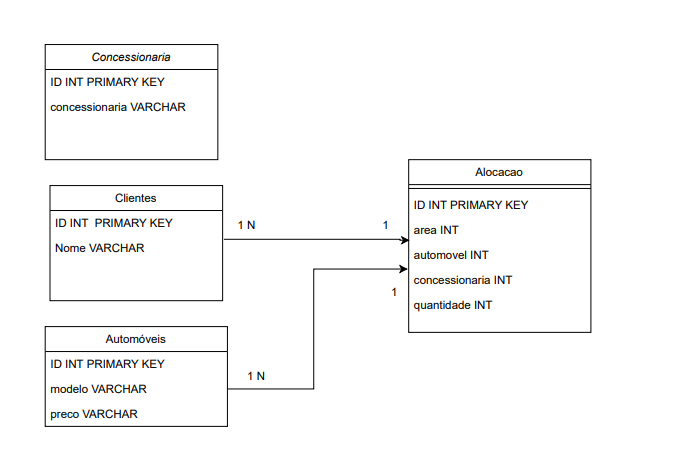 Concessionaria
ID INT PRIMARY KEY
concessionaria VARCHAR
Clientes
ID INT  PRIMARY KEY
Nome VARCHAR
1 N
1
Alocacao
ID INT PRIMARY KEY
area INT
automovel INT
concessionaria INT
quantidade INT
1
Automóveis
ID INT PRIMARY KEY
modelo VARCHAR
preco VARCHAR
1 N